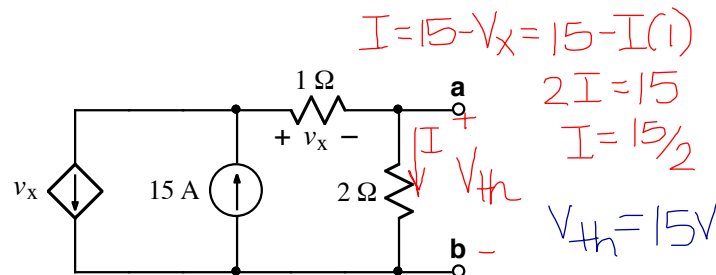 I = 15 - Vx = 15 - I(1)
2I = 15
I = 15/2
Vth = 15V
1 Ω
+ vx −
a
+
I
Vth
vx
15 A
2 Ω
b
-